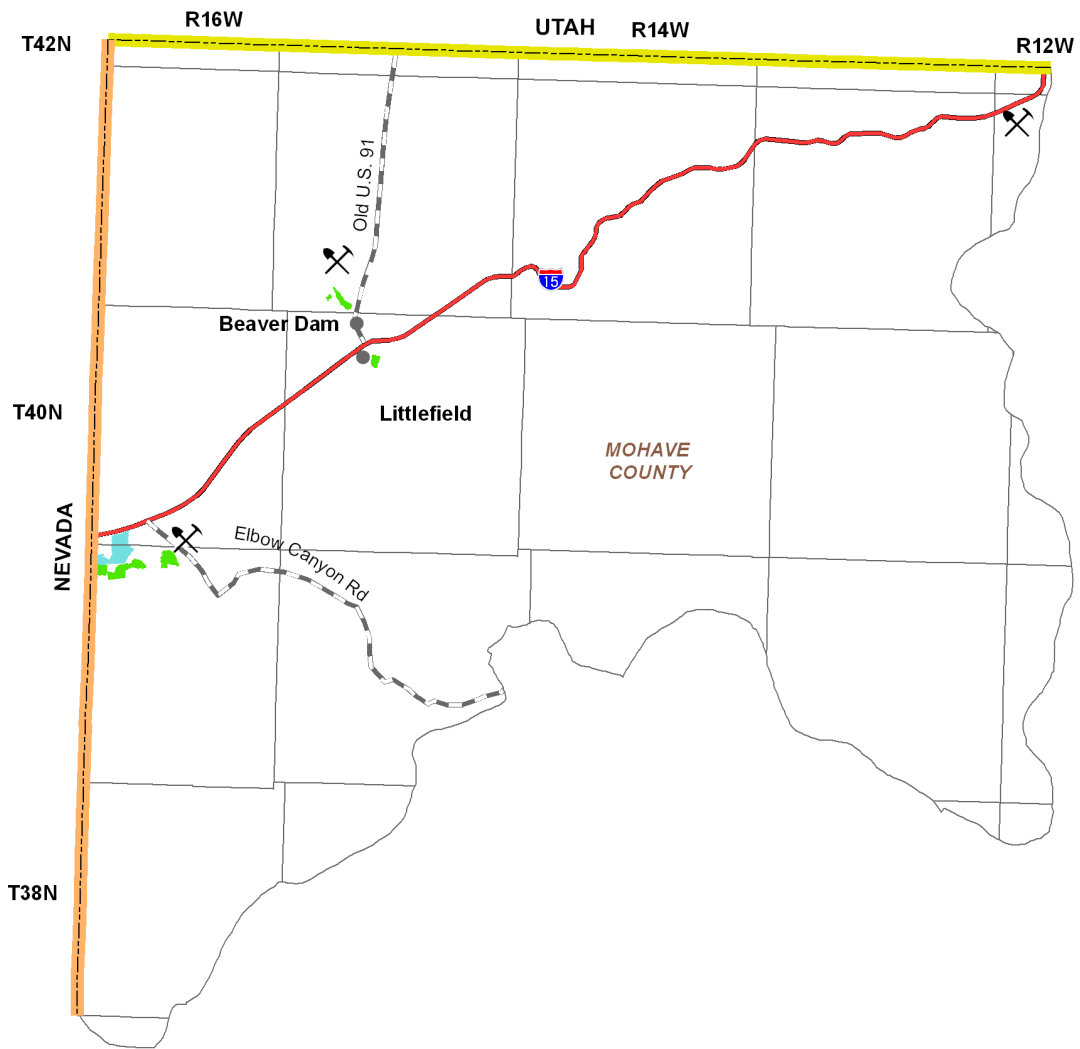 R16W
UTAH
R14W
T42N
R12W
Old U.S. 91
15
Beaver Dam
T40N
Littlefield
MOHAVE
COUNTY
NEVADA
Elbow Canyon Rd
T38N